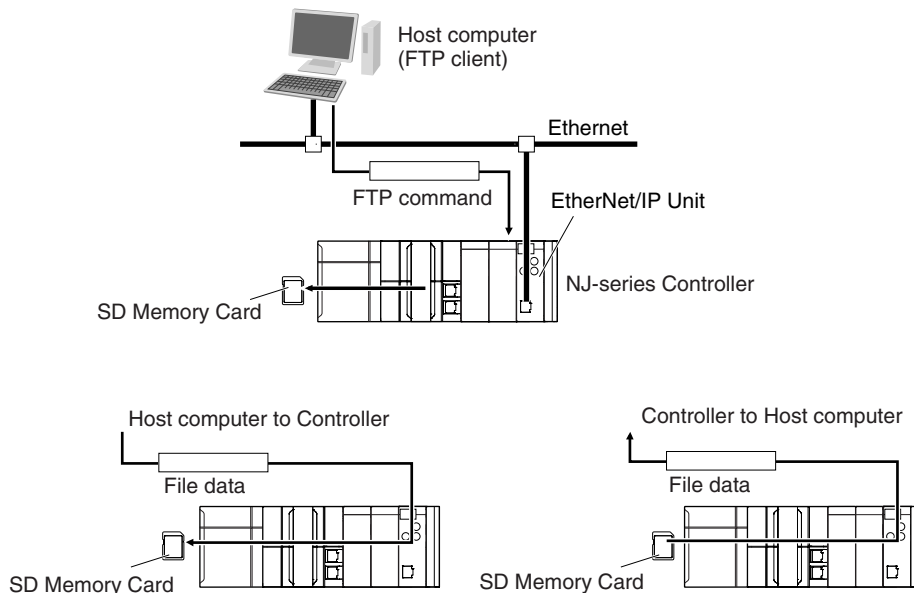 Host computer
(FTP client)
Ethernet
FTP command
EtherNet/IP Unit
NJ-series Controller
SD Memory Card
Host computer to Controller
File data
SD Memory Card
Controller to Host computer
File data
SD Memory Card